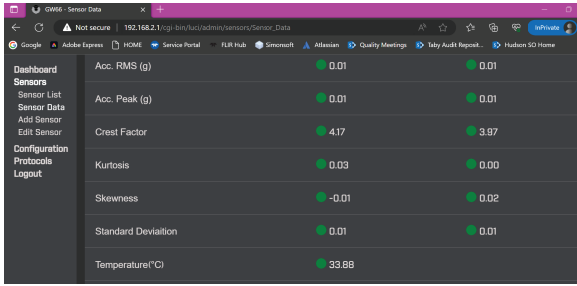 GW66 - Sensor Data
Not secure | 192.168.2.1/cgi-bin/luci/admin/sensors/Sensor_Data
InPrivate
Google Adobe Express HOME Service Portal FLIR Hub Simonsoft Atlassian Quality Meetings Taby Audit Reposit... Hudson SO Home
Dashboard
Sensors
Sensor List
Sensor Data
Add Sensor
Edit Sensor
Configuration
Protocols
Logout
Acc. RMS (g) 0.01 0.01
Acc. Peak (g) 0.01 0.01
Crest Factor 4.17 3.97
Kurtosis 0.03 0.00
Skewness -0.01 0.02
Standard Deviaition 0.01 0.01
Temperature(°C) 33.88